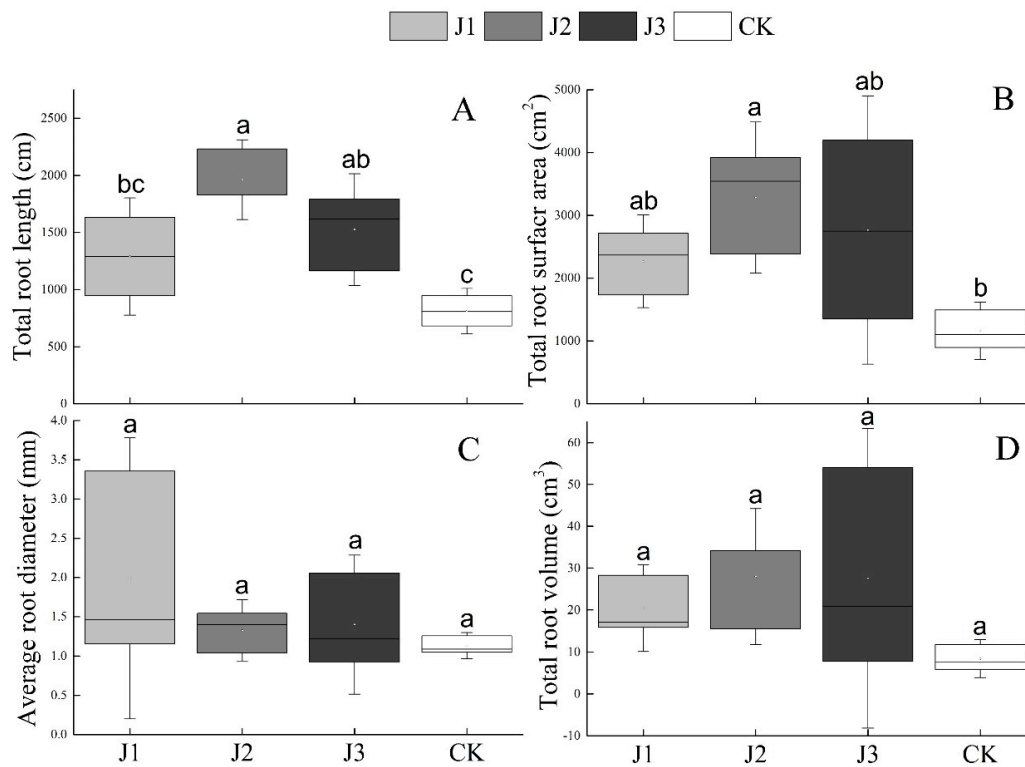 J1 J2 J3 CK
A
Total root length (cm)
2500
2000
1500
1000
500
0
bc
a
ab
c
B
Total root surfacr area (cm²)
5000
4000
3000
2000
1000
0
ab
a
ab
b
C
Average root diameter (mm)
4.0
3.5
3.0
2.5
2.0
1.5
1.0
0.5
0.0
a
a
a
a
J1 J2 J3 CK
D
Total root volume (cm³)
60
50
40
30
20
10
0
-10
a
a
a
a
J1 J2 J3 CK